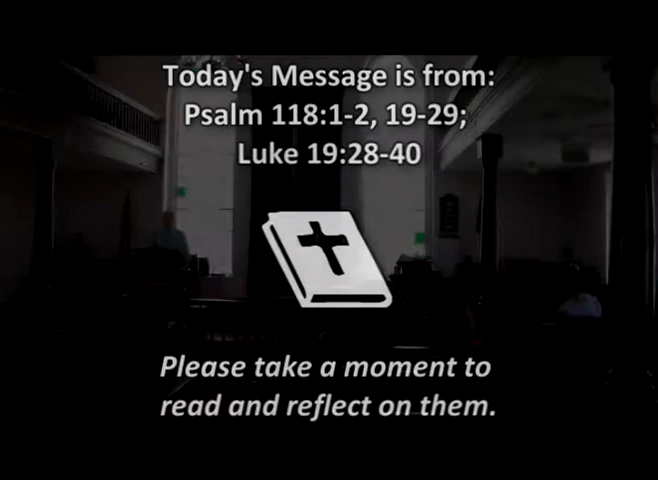 Today's Message is from:
Psalm 118:1-2, 19-29;
Luke 19:28-40
Please take a moment to
read and reflect on them.